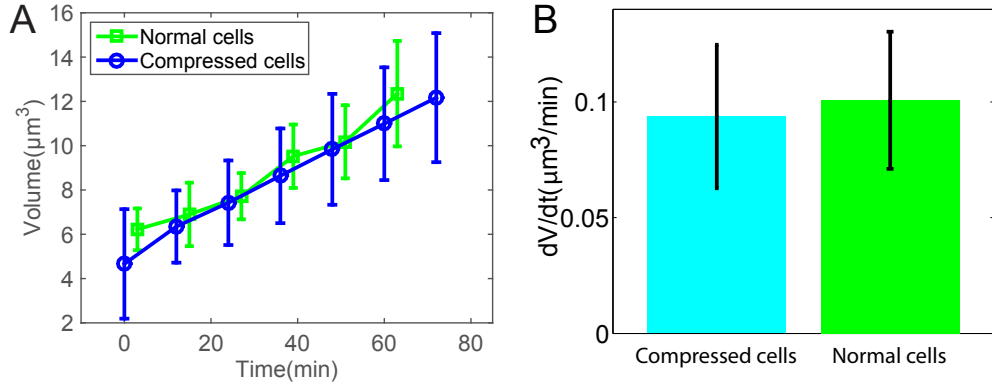 A
Normal cells
Compressed cells
Volume(μm³)
16
14
12
10
8
6
4
2
0
20
40
60
80
Time(min)
B
dV/dt(μm³/min)
0.1
0.05
0
Compressed cells
Normal cells